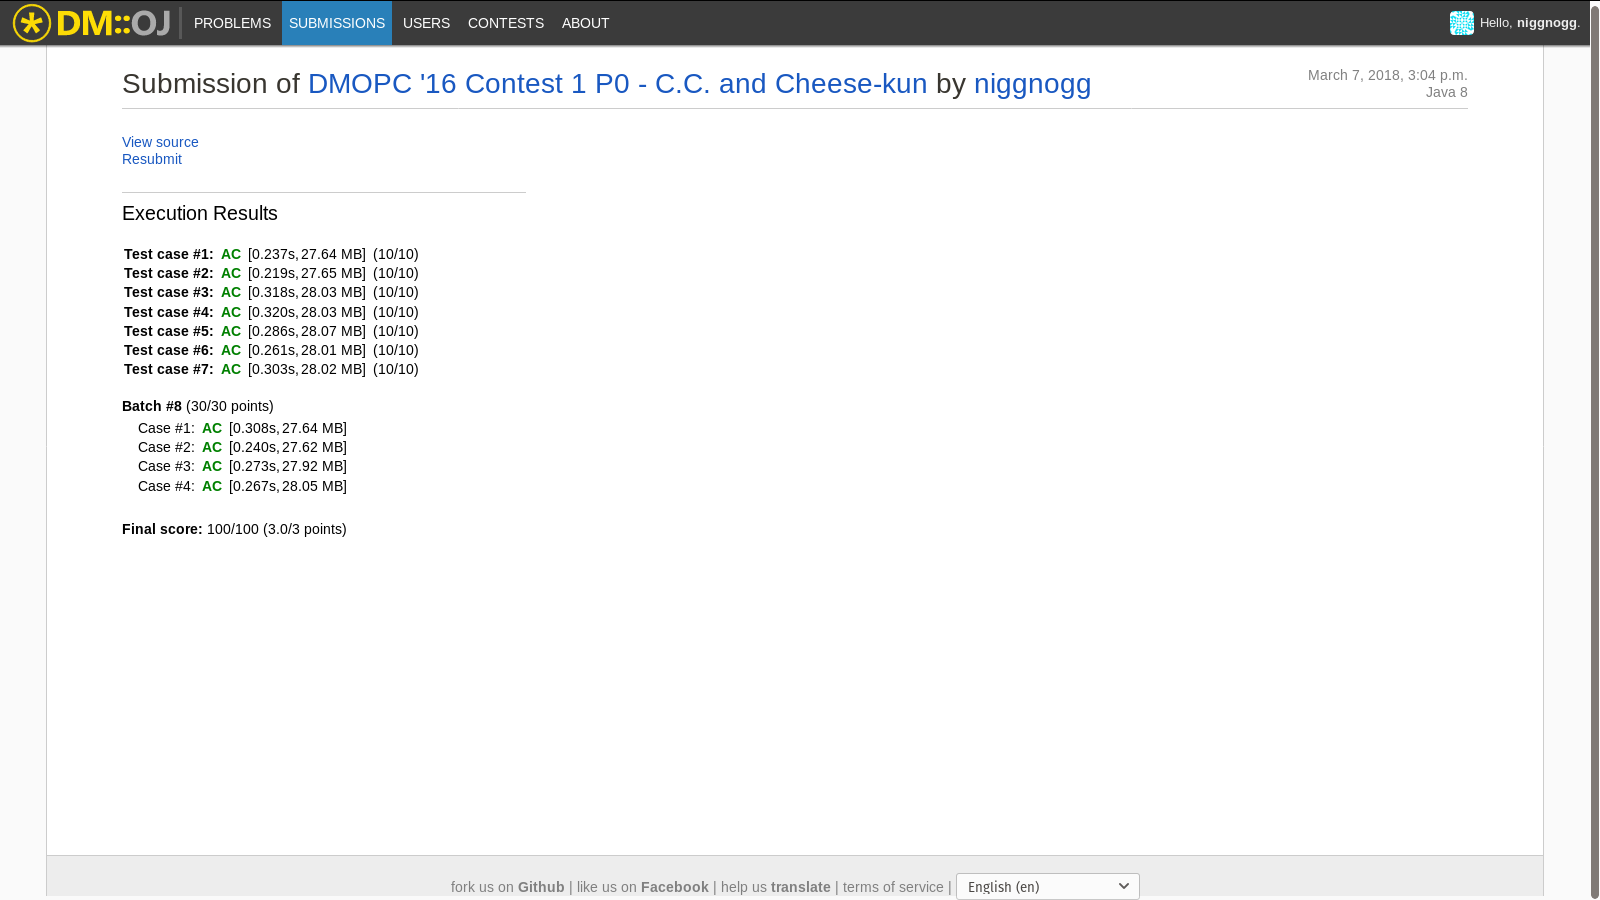 DM::OJ PROBLEMS SUBMISSIONS USERS CONTESTS ABOUT Hello, niggnogg.
Submission of DMOPC '16 Contest 1 P0 - C.C. and Cheese-kun by niggnogg
March 7, 2018, 3:04 p.m.
Java 8
View source
Resubmit
Execution Results
Test case #1: AC [0.237s, 27.64 MB] (10/10)
Test case #2: AC [0.219s, 27.65 MB] (10/10)
Test case #3: AC [0.318s, 28.03 MB] (10/10)
Test case #4: AC [0.320s, 28.03 MB] (10/10)
Test case #5: AC [0.286s, 28.07 MB] (10/10)
Test case #6: AC [0.261s, 28.01 MB] (10/10)
Test case #7: AC [0.303s, 28.02 MB] (10/10)
Batch #8 (30/30 points)
Case #1: AC [0.308s, 27.64 MB]
Case #2: AC [0.240s, 27.62 MB]
Case #3: AC [0.273s, 27.92 MB]
Case #4: AC [0.267s, 28.05 MB]
Final score: 100/100 (3.0/3 points)
fork us on Github | like us on Facebook | help us translate | terms of service | English (en)